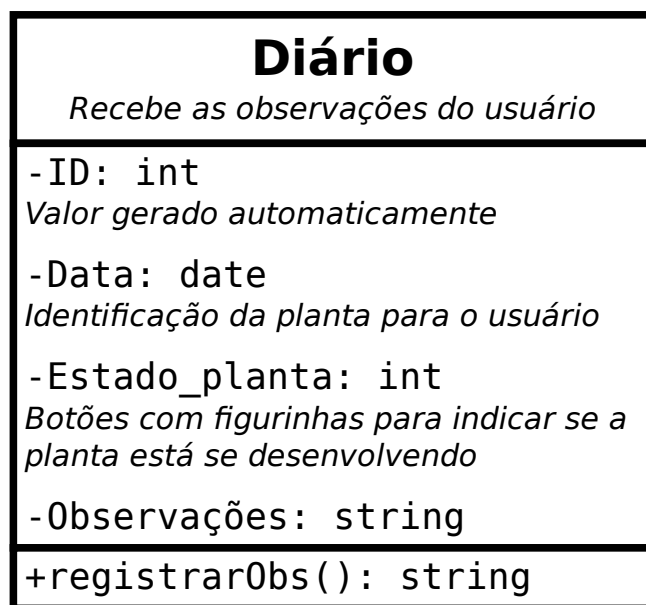 Diário
Recebe as observações do usuário
-ID: int
Valor gerado automaticamente
-Data: date
Identificação da planta para o usuário
-Estado_planta: int
Botões com figurinhas para indicar se a
planta está se desenvolvendo
-Observações: string
+registrarObs(): string